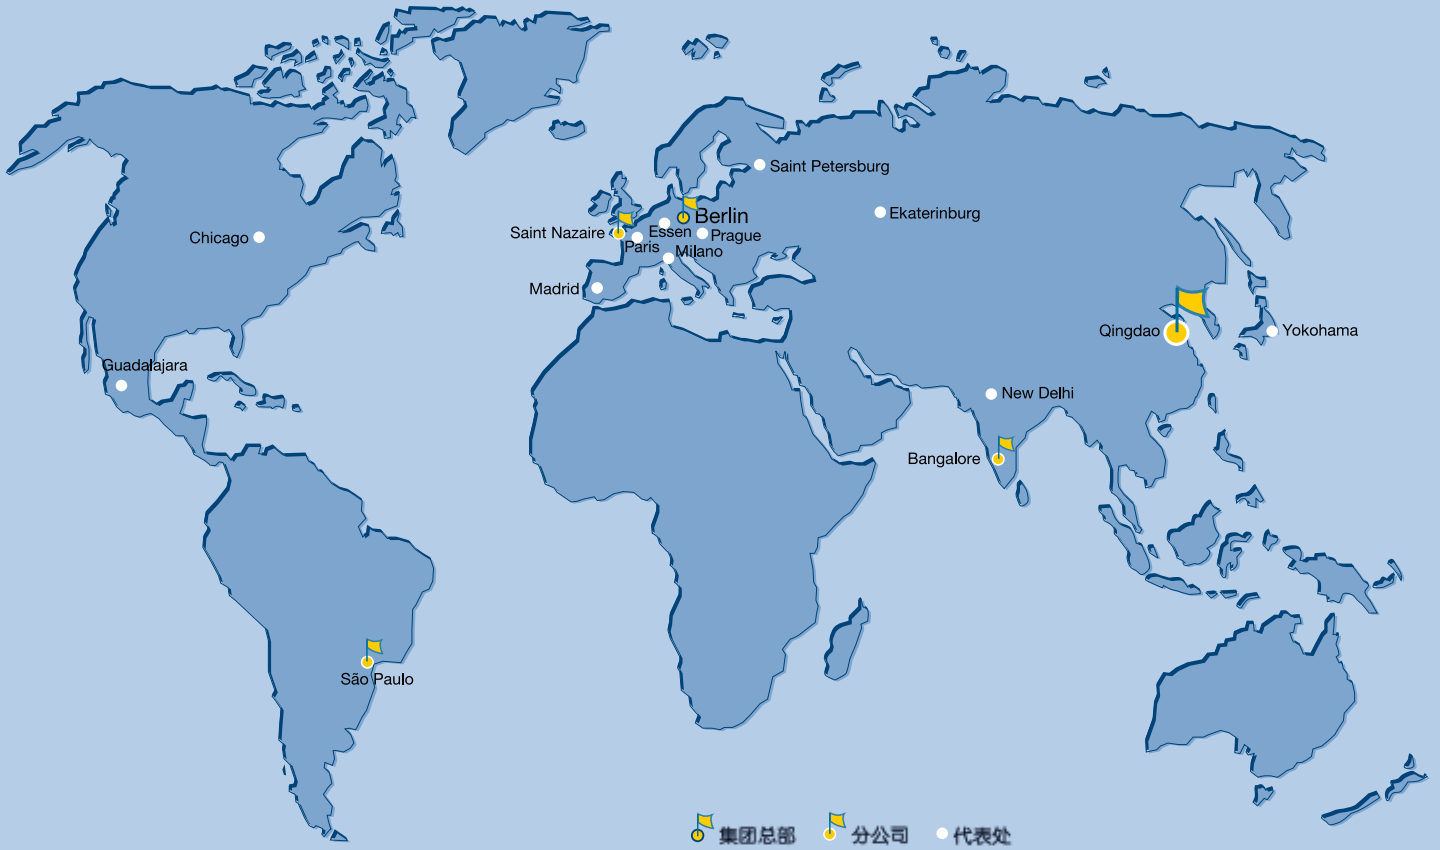 Saint Petersburg
Ekaterinburg
Berlin
Essen
Saint Nazaire
Prague
Paris
Milano
Chicago
Madrid
Qingdao
Yokohama
Guadalajara
New Delhi
Bangalore
São Paulo
集团总部 分公司 代表处